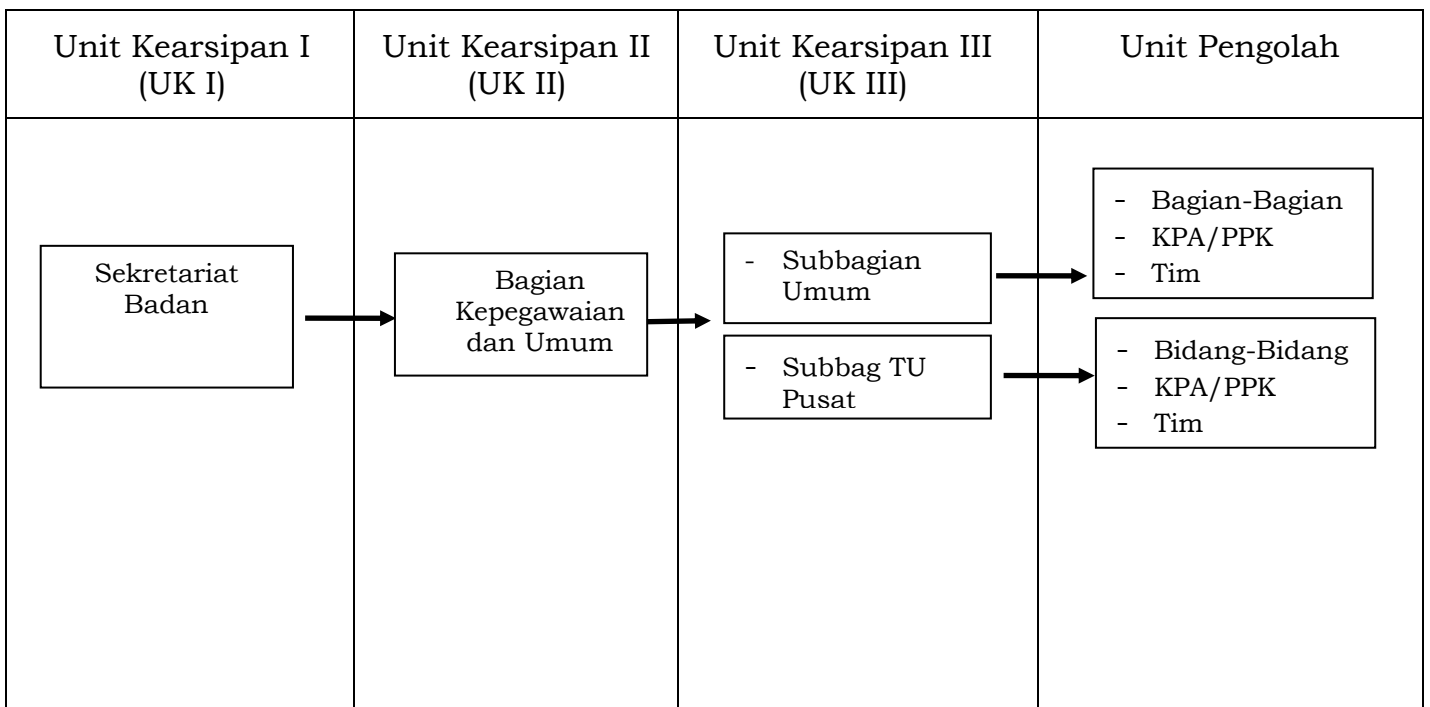 Unit Kearsipan I
(UK I)
Unit Kearsipan II
(UK II)
Unit Kearsipan III
(UK III)
Unit Pengolah
Sekretariat
Badan
Bagian
Kepegawaian
dan Umum
- Subbagian
Umum
- Subbag TU
Pusat
- Bagian-Bagian
- KPA/PPK
- Tim
- Bidang-Bidang
- KPA/PPK
- Tim